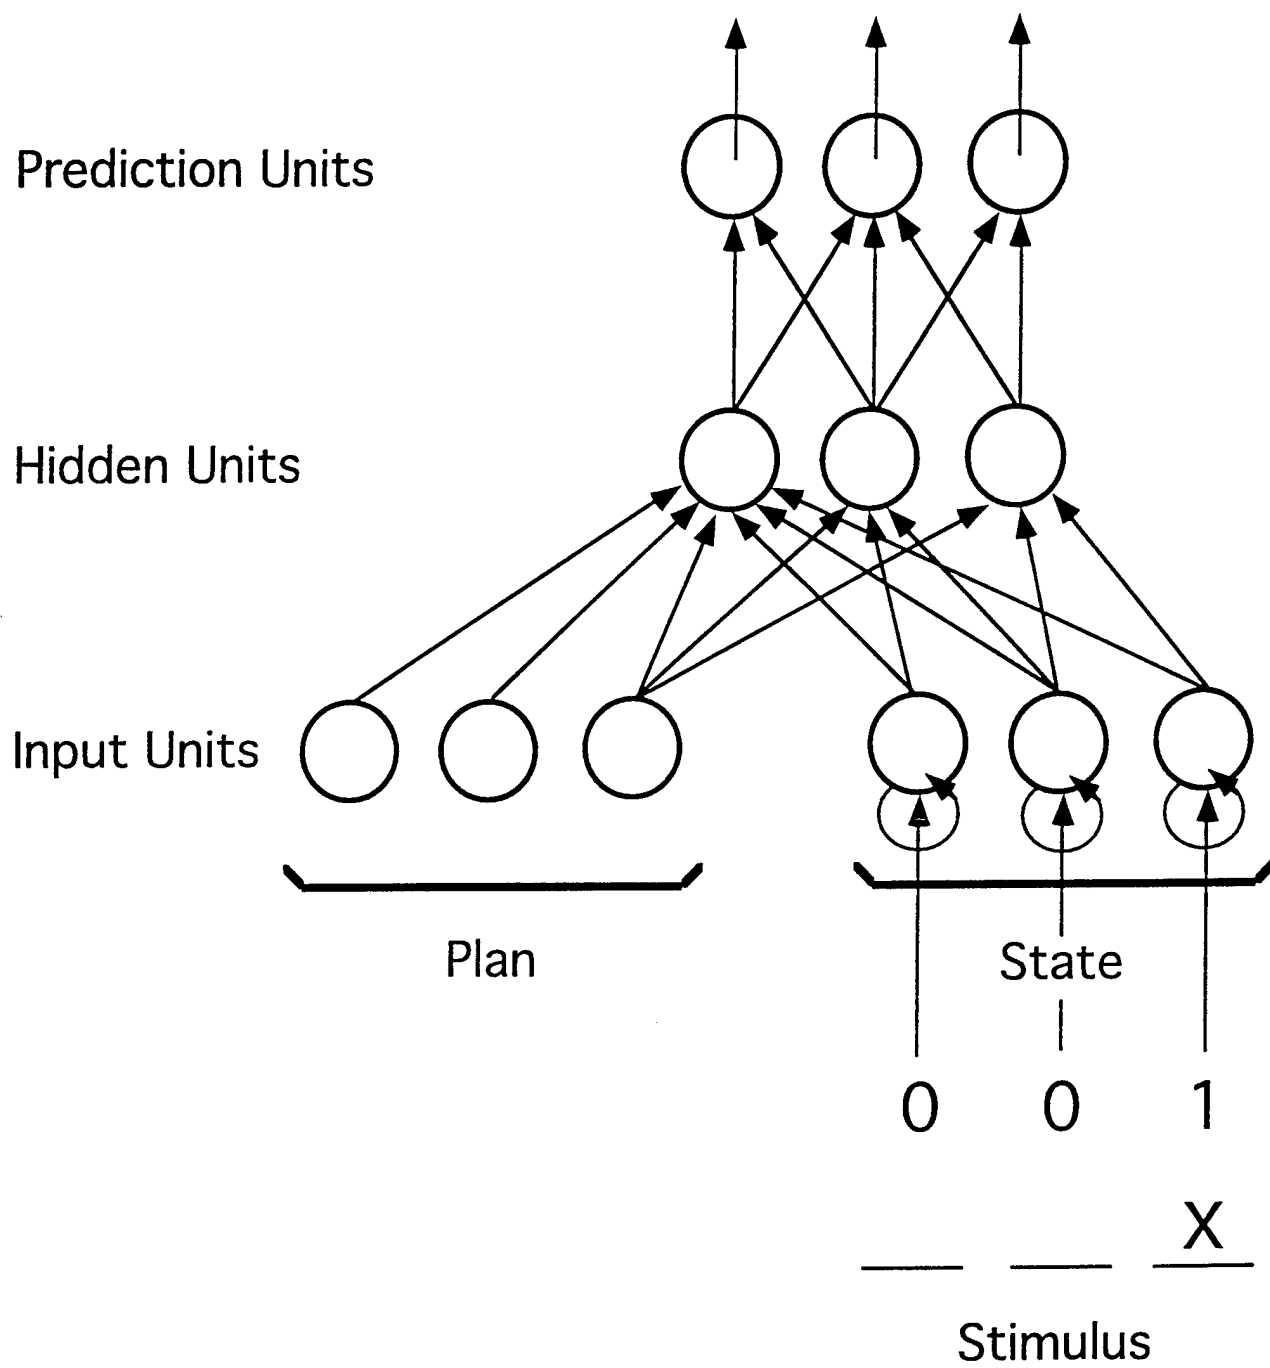 Prediction Units
Hidden Units
Input Units
Plan
State
0 0 1
X
Stimulus